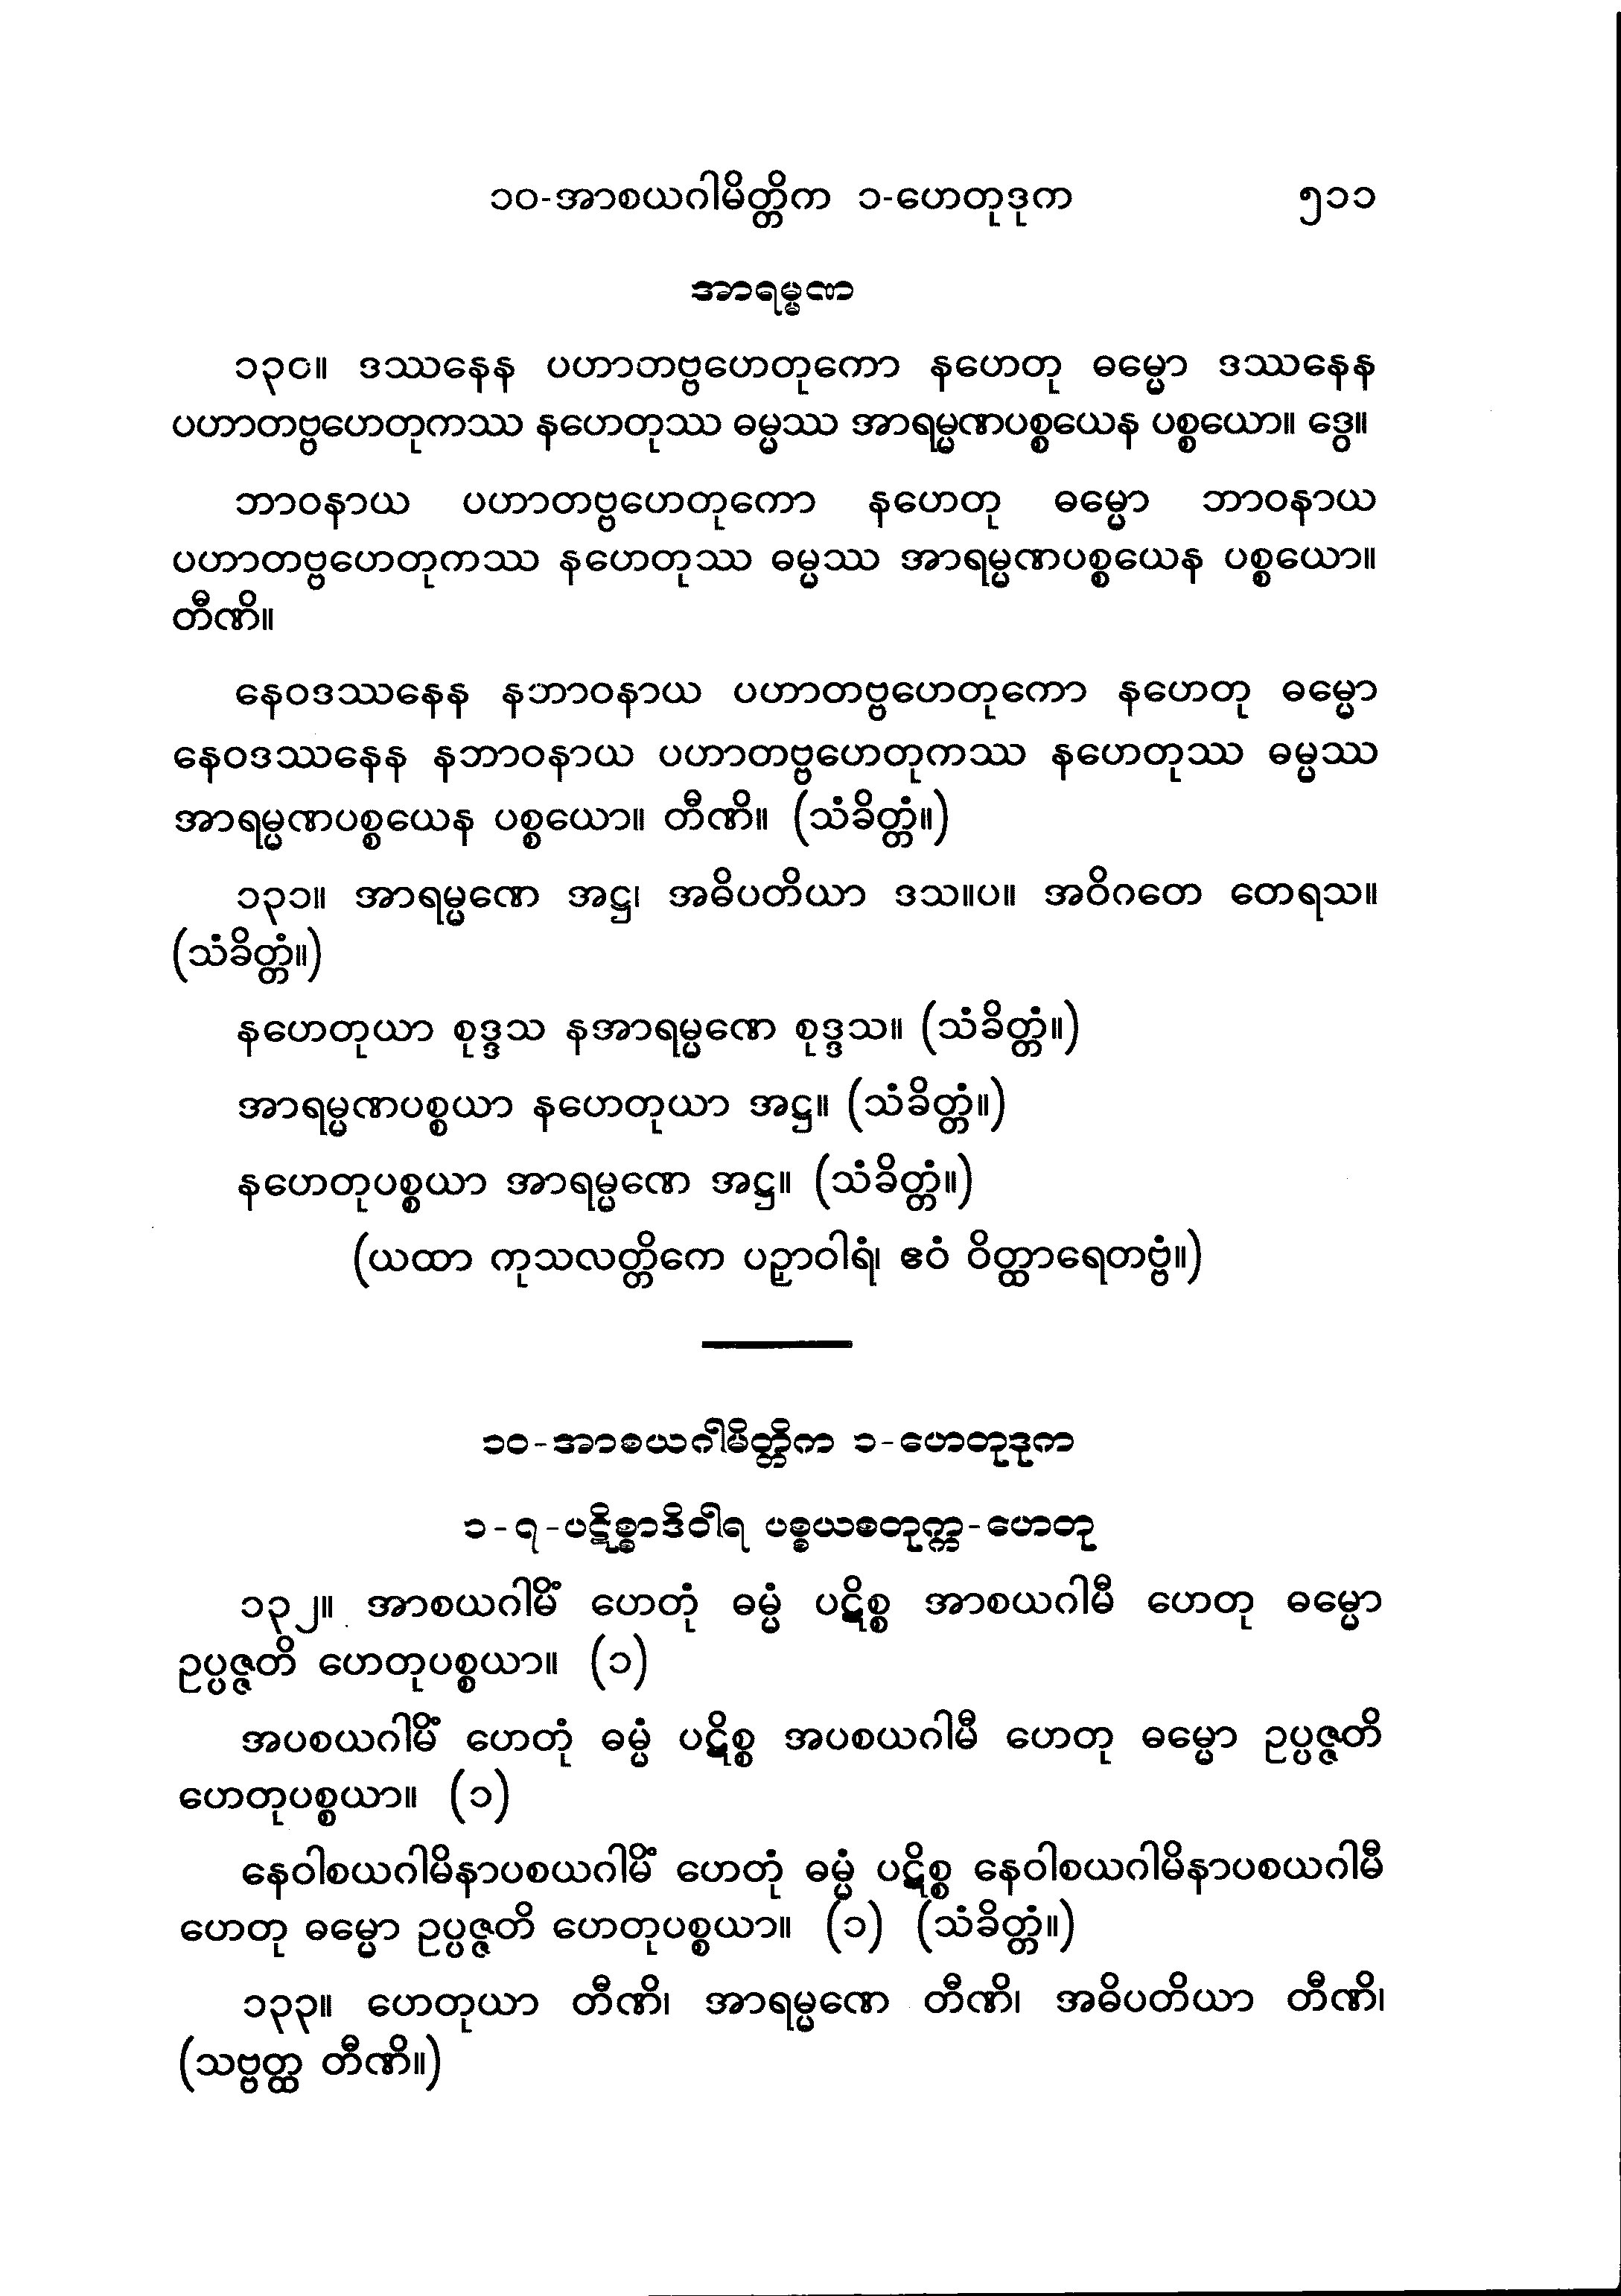 ၁၀-အာစယဂါမိတ္တိက ၁-ဟေတုဒုက ၅၁၁
အာရမ္မဏ
၁၃၀။ ဒဿနေန ပဟာတဗ္ဗဟေတုကော နဟေတု ဓမ္မော ဒဿနေန
ပဟာတဗ္ဗဟေတုကဿ နဟေတုဿ ဓမ္မဿ အာရမ္မဏပစ္စယေန ပစ္စယော။ ဒွေ။
ဘာဝနာယ ပဟာတဗ္ဗဟေတုကော နဟေတု ဓမ္မော ဘာဝနာယ
ပဟာတဗ္ဗဟေတုကဿ နဟေတုဿ ဓမ္မဿ အာရမ္မဏပစ္စယေန ပစ္စယော။
တီဏိ။
နေဝဒဿနေန နဘာဝနာယ ပဟာတဗ္ဗဟေတုကော နဟေတု ဓမ္မော
နေဝဒဿနေန နဘာဝနာယ ပဟာတဗ္ဗဟေတုကဿ နဟေတုဿ ဓမ္မဿ
အာရမ္မဏပစ္စယေန ပစ္စယော။ တီဏိ။ (သံခိတ္တံ။)
၁၃၁။ အာရမ္မဏေ အဋ္ဌ၊ အဓိပတိယာ ဒသ။ပ။ အဝိဂတေ တေရသ။
(သံခိတ္တံ။)
နဟေတုယာ စုဒ္ဒသ နအာရမ္မဏေ စုဒ္ဒသ။ (သံခိတ္တံ။)
အာရမ္မဏပစ္စယာ နဟေတုယာ အဋ္ဌ။ (သံခိတ္တံ။)
နဟေတုပစ္စယာ အာရမ္မဏေ အဋ္ဌ။ (သံခိတ္တံ။)
(ယထာ ကုသလတ္တိကေ ပဉှာဝါရံ၊ ဧဝံ ဝိတ္ထာရေတဗ္ဗံ။)
၁၀-အာစယဂါမိတ္တိက ၁-ဟေတုဒုက
၁-၇-ပဋိစ္စာဒိဝါရ ပစ္စယစတုက္က-ဟေတု
၁၃၂။ အာစယဂါမိံ ဟေတုံ ဓမ္မံ ပဋိစ္စ အာစယဂါမီ ဟေတု ဓမ္မော
ဥပ္ပဇ္ဇတိ ဟေတုပစ္စယာ။ (၁)
အပစယဂါမိံ ဟေတုံ ဓမ္မံ ပဋိစ္စ အပစယဂါမီ ဟေတု ဓမ္မော ဥပ္ပဇ္ဇတိ
ဟေတုပစ္စယာ။ (၁)
နေဝါစယဂါမိနာပစယဂါမိံ ဟေတုံ ဓမ္မံ ပဋိစ္စ နေဝါစယဂါမိနာပစယဂါမီ
ဟေတု ဓမ္မော ဥပ္ပဇ္ဇတိ ဟေတုပစ္စယာ။ (၁) (သံခိတ္တံ။)
၁၃၃။ ဟေတုယာ တီဏိ၊ အာရမ္မဏေ တီဏိ၊ အဓိပတိယာ တီဏိ၊
(သဗ္ဗတ္ထ တီဏိ။)